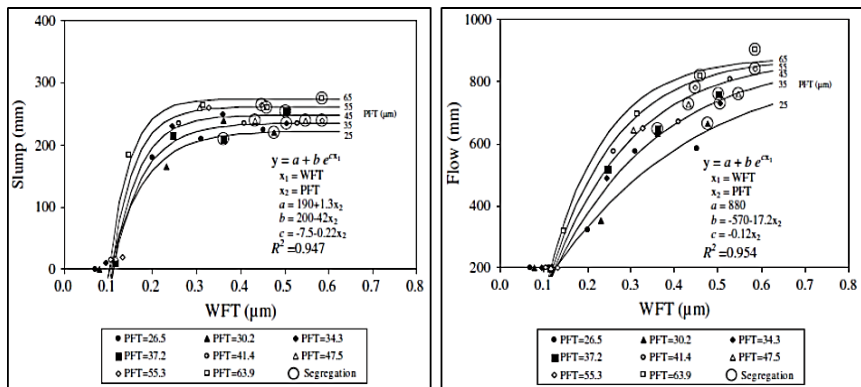 400
300
200
100
0
Slump (mm)
65
55
45
35
25
PFT (µm)
y = a + b e^cx₁
x₁ = WFT
x₂ = PFT
a = 190+1.3x₂
b = 200-42x₂
c = -7.5-0.22x₂
R² =0.947
0.0 0.1 0.2 0.3 0.4 0.5 0.6 0.7 0.8
WFT (µm)
PFT=26.5 PFT=30.2 PFT=34.3
PFT=37.2 PFT=41.4 PFT=47.5
PFT=55.3 PFT=63.9 Segregation
1000
800
600
400
200
Flow (mm)
65
55
45
35
25
PFT (µm)
y = a + b e^cx₁
x₁ = WFT
x₂ = PFT
a = 880
b = -570-17.2x₂
c = -0.12x₂
R² =0.954
0.0 0.1 0.2 0.3 0.4 0.5 0.6 0.7 0.8
WFT (µm)
PFT=26.5 PFT=30.2 PFT=34.3
PFT=37.2 PFT=41.4 PFT=47.5
PFT=55.3 PFT=63.9 Segregation